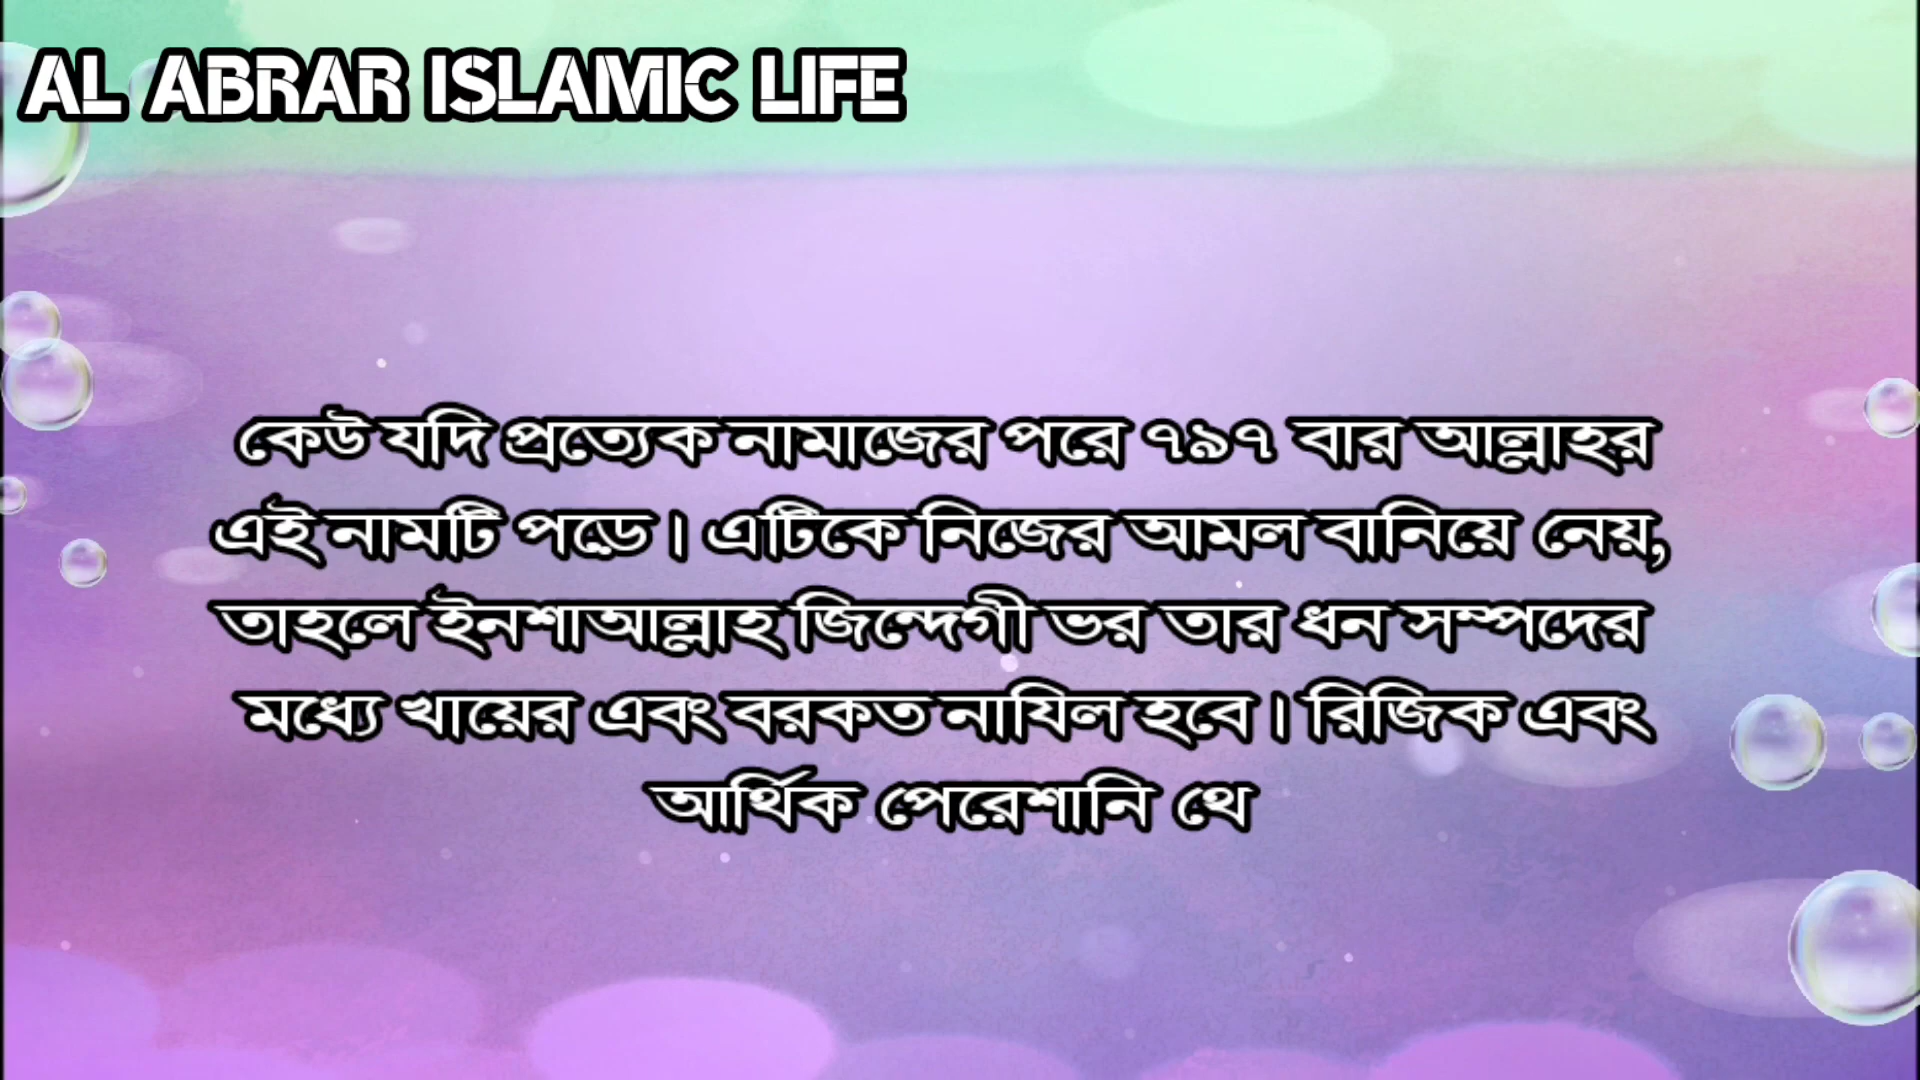 AL ABRAR ISLAMIC LIFE
কেউ যদি প্রত্যেক নামাজের পরে ৭৯৭ বার আল্লাহর
এই নামটি পড়ে। এটিকে নিজের আমল বানিয়ে নেয়,
তাহলে ইনশাআল্লাহ জিন্দেগী ভর তার ধন সম্পদের
মধ্যে খায়ের এবং বরকত নাযিল হবে। রিজিক এবং
আর্থিক পেরেশানি থে